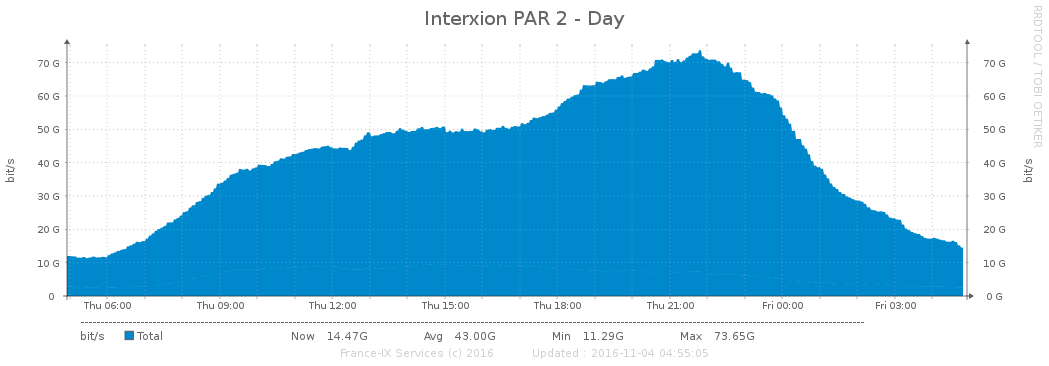 Interxion PAR 2 - Day
RRDTOOL / TOBI OETIKER
bit/s
70 G 70 G
60 G 60 G
50 G 50 G
40 G 40 G
30 G 30 G
20 G 20 G
10 G 10 G
0 0 G
bit/s
Thu 06:00 Thu 09:00 Thu 12:00 Thu 15:00 Thu 18:00 Thu 21:00 Fri 00:00 Fri 03:00
bit/s Total Now 14.47G Avg 43.00G Min 11.29G Max 73.65G
France-IX Services (c) 2016 Updated : 2016-11-04 04:55:05